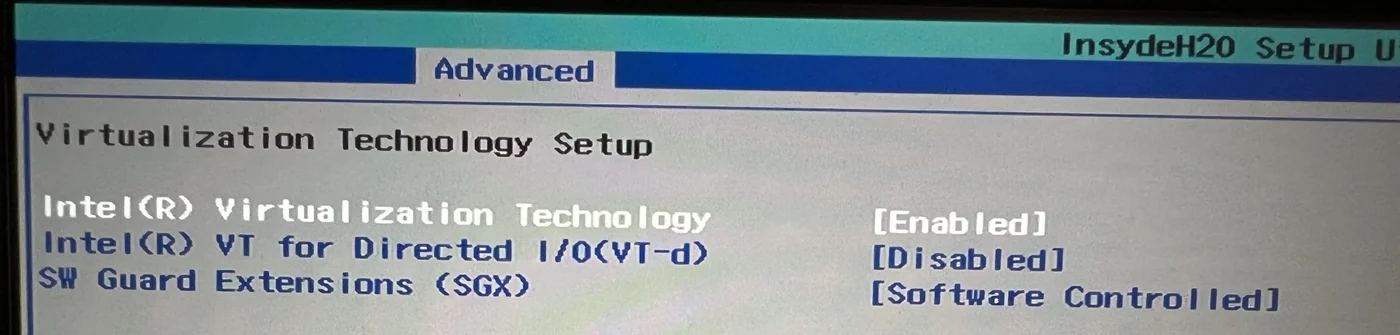 InsydeH20 Setup U
Advanced
Virtualization Technology Setup
Intel(R) Virtualization Technology [Enabled]
Intel(R) VT for Directed I/O(VT-d) [Disabled]
SW Guard Extensions (SGX) [Software Controlled]